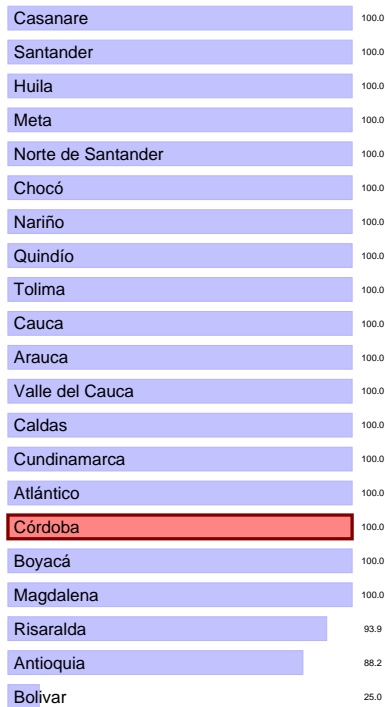 Casanare 100.0
Santander 100.0
Huila 100.0
Meta 100.0
Norte de Santander 100.0
Chocó 100.0
Nariño 100.0
Quindío 100.0
Tolima 100.0
Cauca 100.0
Arauca 100.0
Valle del Cauca 100.0
Caldas 100.0
Cundinamarca 100.0
Atlántico 100.0
Córdoba 100.0
Boyacá 100.0
Magdalena 100.0
Risaralda 93.9
Antioquia 88.2
Bolivar 25.0